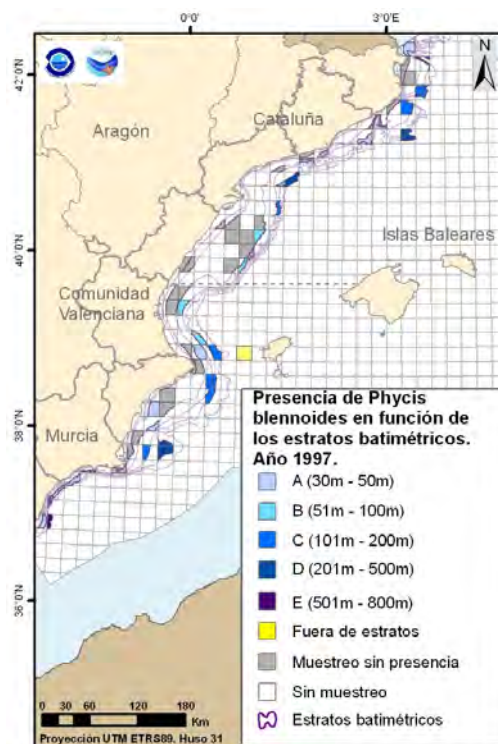 0°0'
3°0'E
N
42°0'N
Cataluña
Aragón
Islas Baleares
40°0'N
Comunidad
Valenciana
Presencia de Phycis
blennoides en función de
los estratos batimétricos.
Año 1997.
38°0'N
Murcia
A (30m - 50m)
B (51m - 100m)
C (101m - 200m)
D (201m - 500m)
E (501m - 800m)
36°0'N
Fuera de estratos
Muestreo sin presencia
Sin muestreo
Estratos batimétricos
0 30 60 120 180
Km
Proyección UTM ETRS89. Huso 31